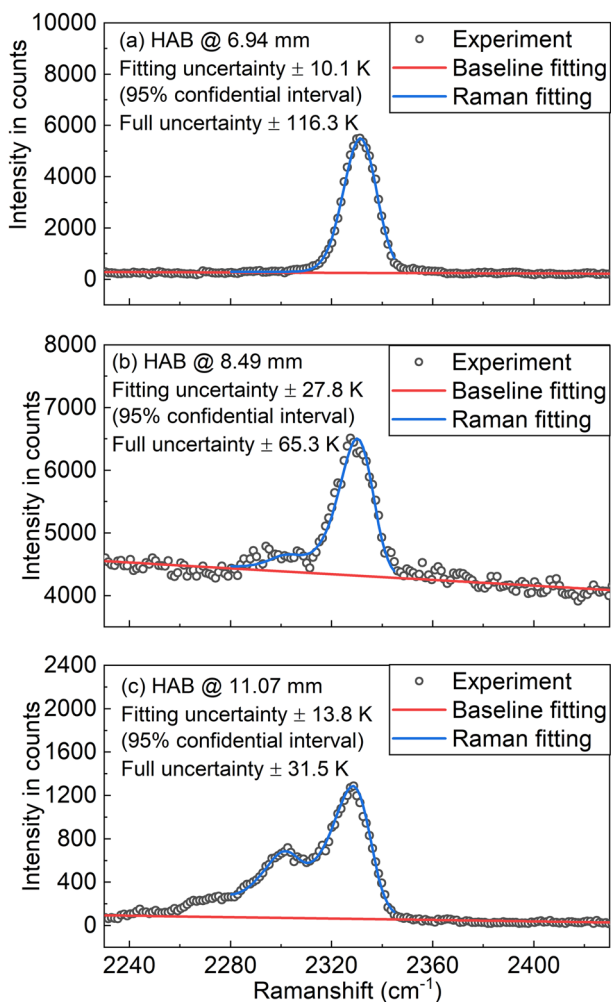 10000
8000
6000
4000
2000
0
Intensity in counts
(a) HAB @ 6.94 mm
Fitting uncertainty ± 10.1 K
(95% confidential interval)
Full uncertainty ± 116.3 K
Experiment
Baseline fitting
Raman fitting
8000
7000
6000
5000
4000
Intensity in counts
(b) HAB @ 8.49 mm
Fitting uncertainty ± 27.8 K
(95% confidential interval)
Full uncertainty ± 65.3 K
Experiment
Baseline fitting
Raman fitting
2400
2000
1600
1200
800
400
0
Intensity in counts
(c) HAB @ 11.07 mm
Fitting uncertainty ± 13.8 K
(95% confidential interval)
Full uncertainty ± 31.5 K
Experiment
Baseline fitting
Raman fitting
2240 2280 2320 2360 2400
Ramanshift (cm⁻¹)